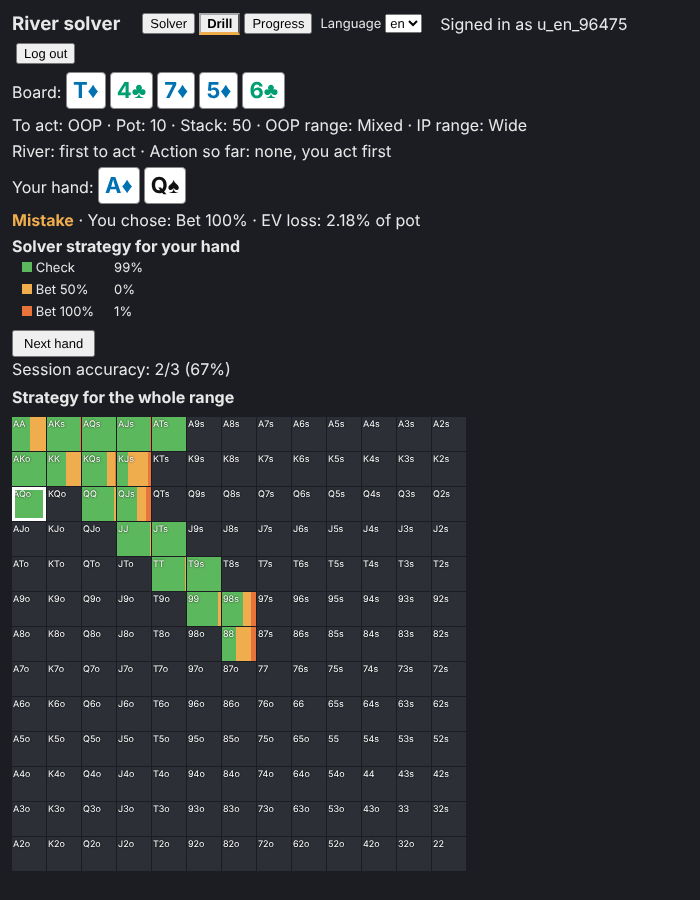 River solver Solver Drill Progress Language en Signed in as u_en_96475
Log out
Board: T♦ 4♣ 7♦ 5♦ 6♣
To act: OOP · Pot: 10 · Stack: 50 · OOP range: Mixed · IP range: Wide
River: first to act · Action so far: none, you act first
Your hand: A♦ Q♠
Mistake · You chose: Bet 100% · EV loss: 2.18% of pot
Solver strategy for your hand
Check 99%
Bet 50% 0%
Bet 100% 1%
Next hand
Session accuracy: 2/3 (67%)
Strategy for the whole range
AA AKs AQs AJs ATs A9s A8s A7s A6s A5s A4s A3s A2s
AKo KK KQs KJs KTs K9s K8s K7s K6s K5s K4s K3s K2s
AQo KQo QQ QJs QTs Q9s Q8s Q7s Q6s Q5s Q4s Q3s Q2s
AJo KJo QJo JJ JTs J9s J8s J7s J6s J5s J4s J3s J2s
ATo KTo QTo JTo TT T9s T8s T7s T6s T5s T4s T3s T2s
A9o K9o Q9o J9o T9o 99 98s 97s 96s 95s 94s 93s 92s
A8o K8o Q8o J8o T8o 98o 88 87s 86s 85s 84s 83s 82s
A7o K7o Q7o J7o T7o 97o 87o 77 76s 75s 74s 73s 72s
A6o K6o Q6o J6o T6o 96o 86o 76o 66 65s 64s 63s 62s
A5o K5o Q5o J5o T5o 95o 85o 75o 65o 55 54s 53s 52s
A4o K4o Q4o J4o T4o 94o 84o 74o 64o 54o 44 43s 42s
A3o K3o Q3o J3o T3o 93o 83o 73o 63o 53o 43o 33 32s
A2o K2o Q2o J2o T2o 92o 82o 72o 62o 52o 42o 32o 22